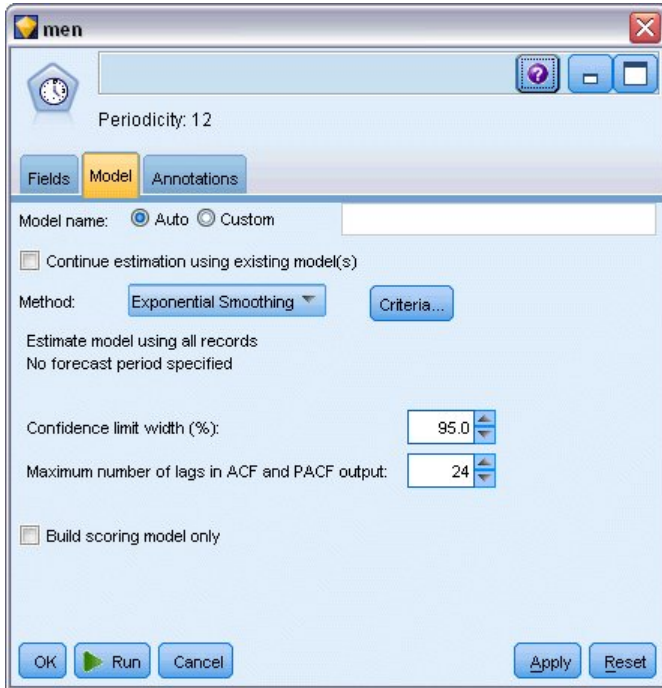 men
?
Periodicity: 12
Fields Model Annotations
Model name: Auto Custom
Continue estimation using existing model(s)
Method: Exponential Smoothing Criteria...
Estimate model using all records
No forecast period specified
Confidence limit width (%): 95.0
Maximum number of lags in ACF and PACF output: 24
Build scoring model only
OK Run Cancel Apply Reset